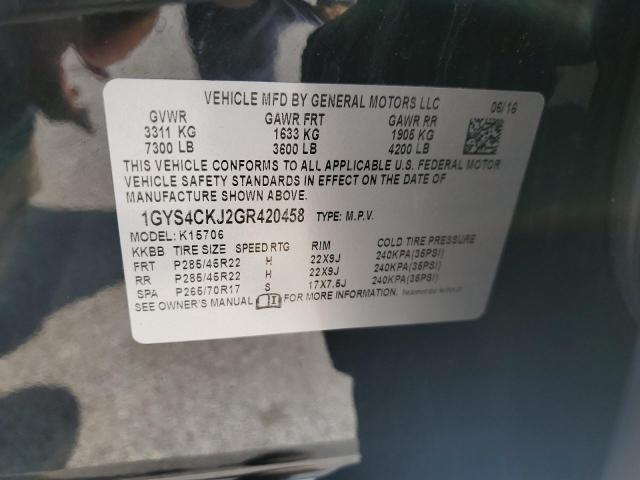 VEHICLE MFD BY GENERAL MOTORS LLC 06/16
GVWR GAWR FRT GAWR RR
3311 KG 1633 KG 1905 KG
7300 LB 3600 LB 4200 LB
THIS VEHICLE CONFORMS TO ALL APPLICABLE U.S. FEDERAL MOTOR
VEHICLE SAFETY STANDARDS IN EFFECT ON THE DATE OF
MANUFACTURE SHOWN ABOVE.
1GYS4CKJ2GR420458 TYPE: M.P.V.
MODEL: K15706
KKBB TIRE SIZE SPEED RTG RIM COLD TIRE PRESSURE
FRT P285/45R22 H 22X9J 240KPA(35PSI)
RR P285/45R22 H 22X9J 240KPA(35PSI)
SPA P265/70R17 S 17X7.5J 240KPA(35PSI)
SEE OWNER'S MANUAL FOR MORE INFORMATION.